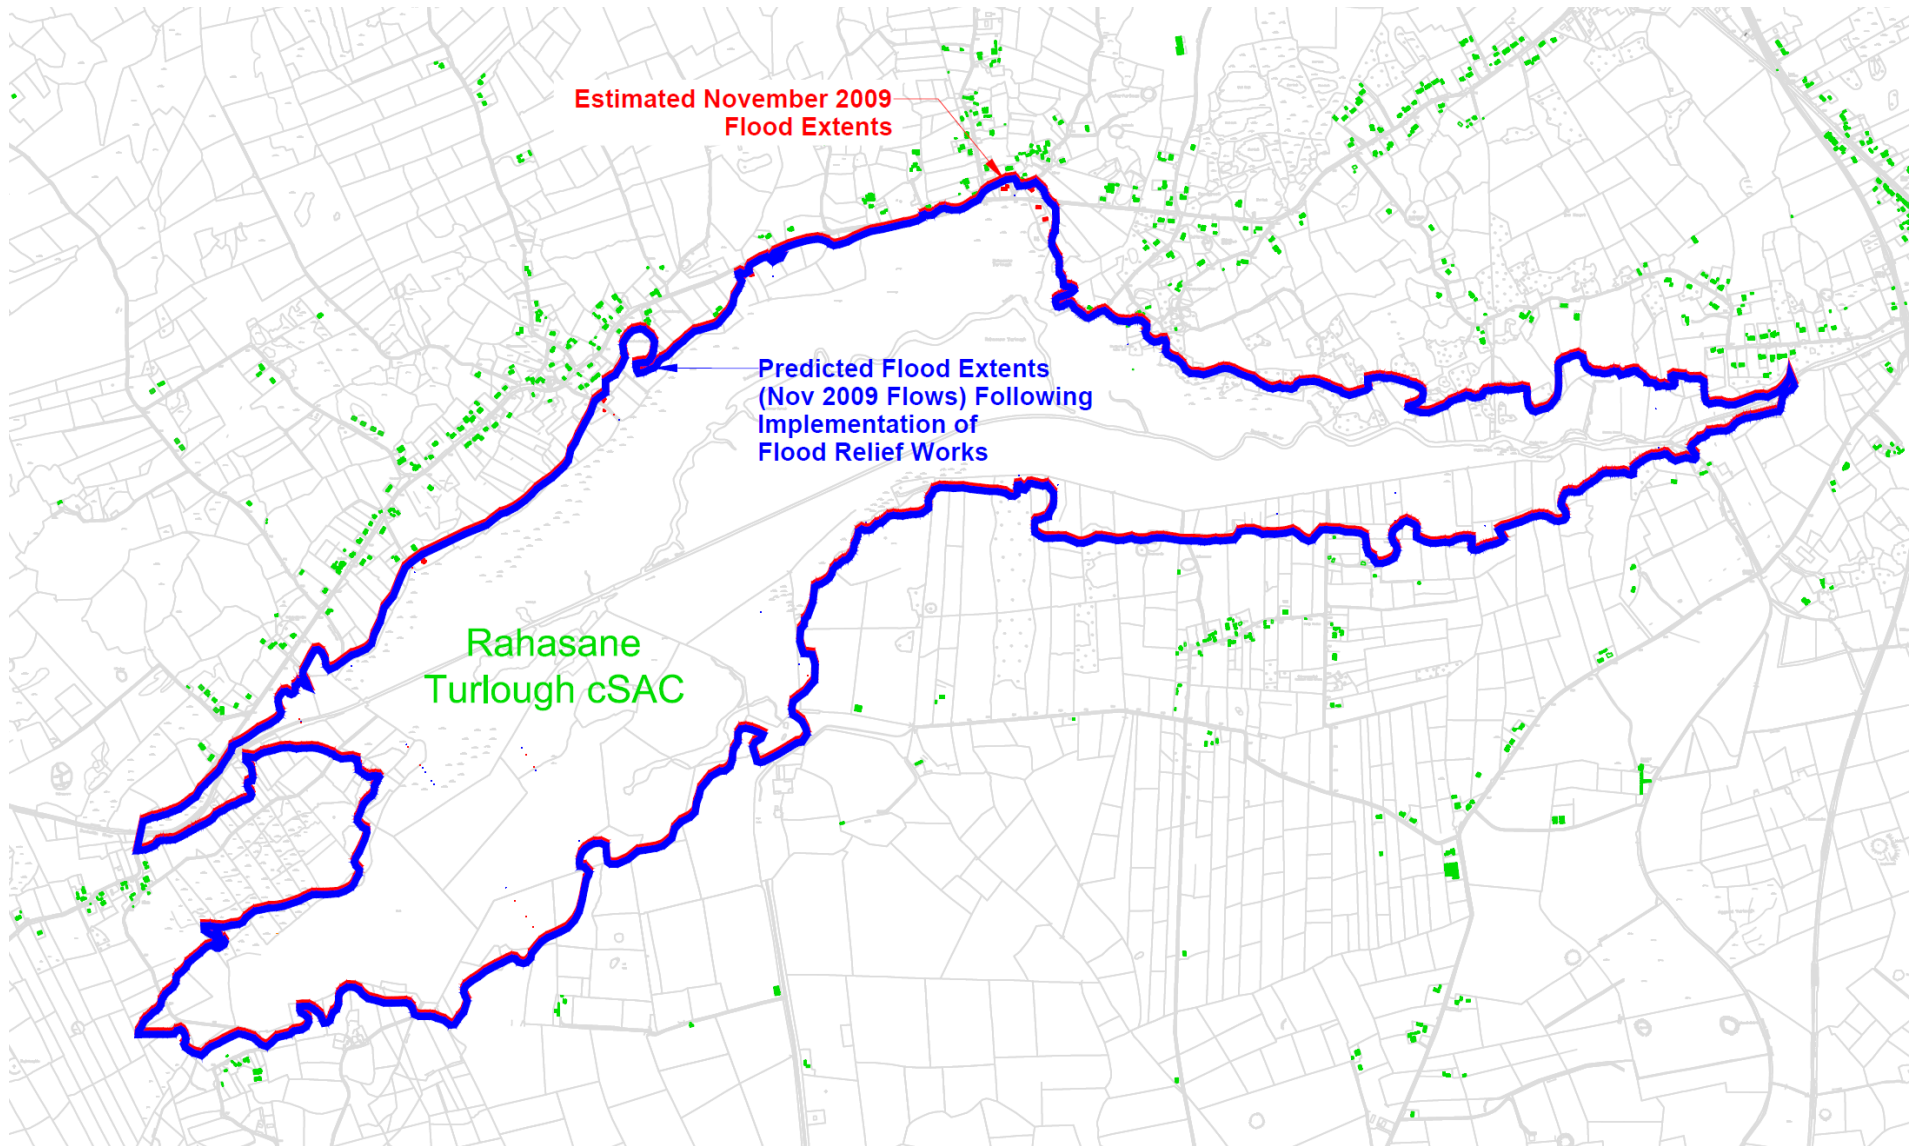 Estimated November 2009
Flood Extents
Predicted Flood Extents
(Nov 2009 Flows) Following
Implementation of
Flood Relief Works
Rahasane
Turlough cSAC